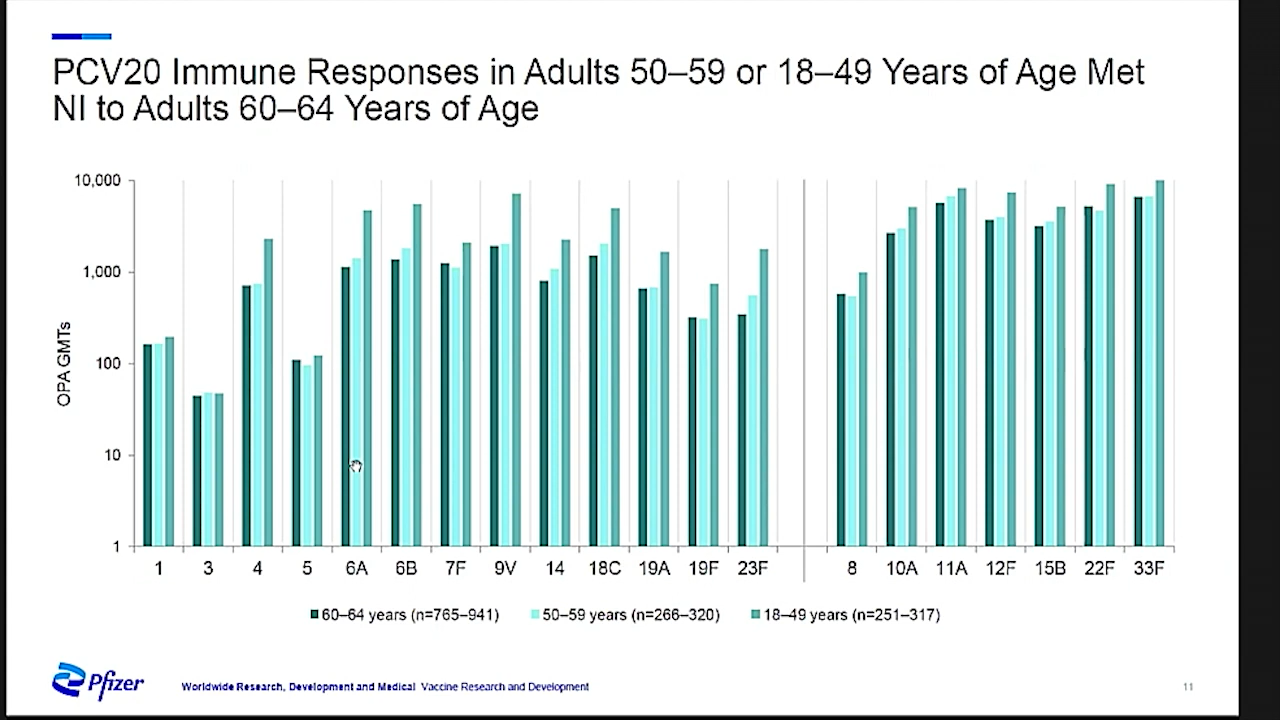 PCV20 Immune Responses in Adults 50–59 or 18–49 Years of Age Met
NI to Adults 60–64 Years of Age
10,000
1,000
100
10
1
OPA GMTs
1 3 4 5 6A 6B 7F 9V 14 18C 19A 19F 23F 8 10A 11A 12F 15B 22F 33F
60–64 years (n=765–941) 50–59 years (n=266–320) 18–49 years (n=251–317)
Pfizer
Worldwide Research, Development and Medical Vaccine Research and Development
11